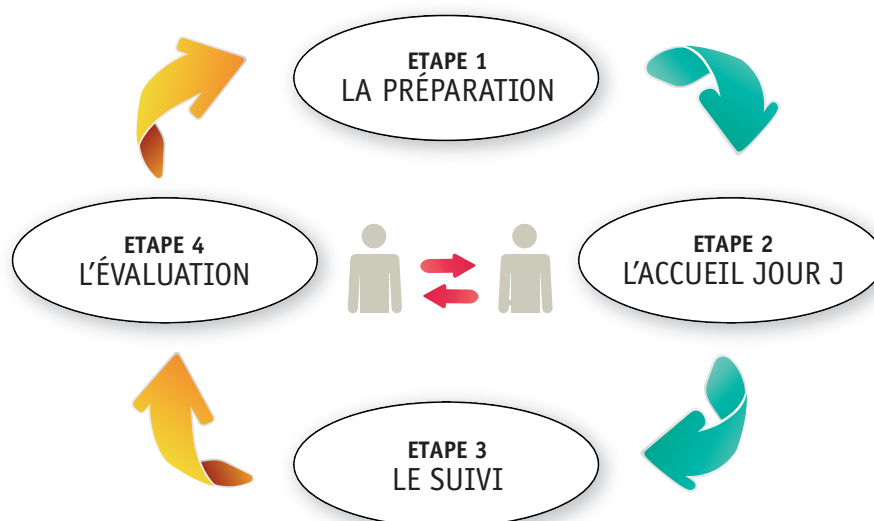 ETAPE 1
LA PRÉPARATION
ETAPE 2
L'ACCUEIL JOUR J
ETAPE 3
LE SUIVI
ETAPE 4
L'ÉVALUATION